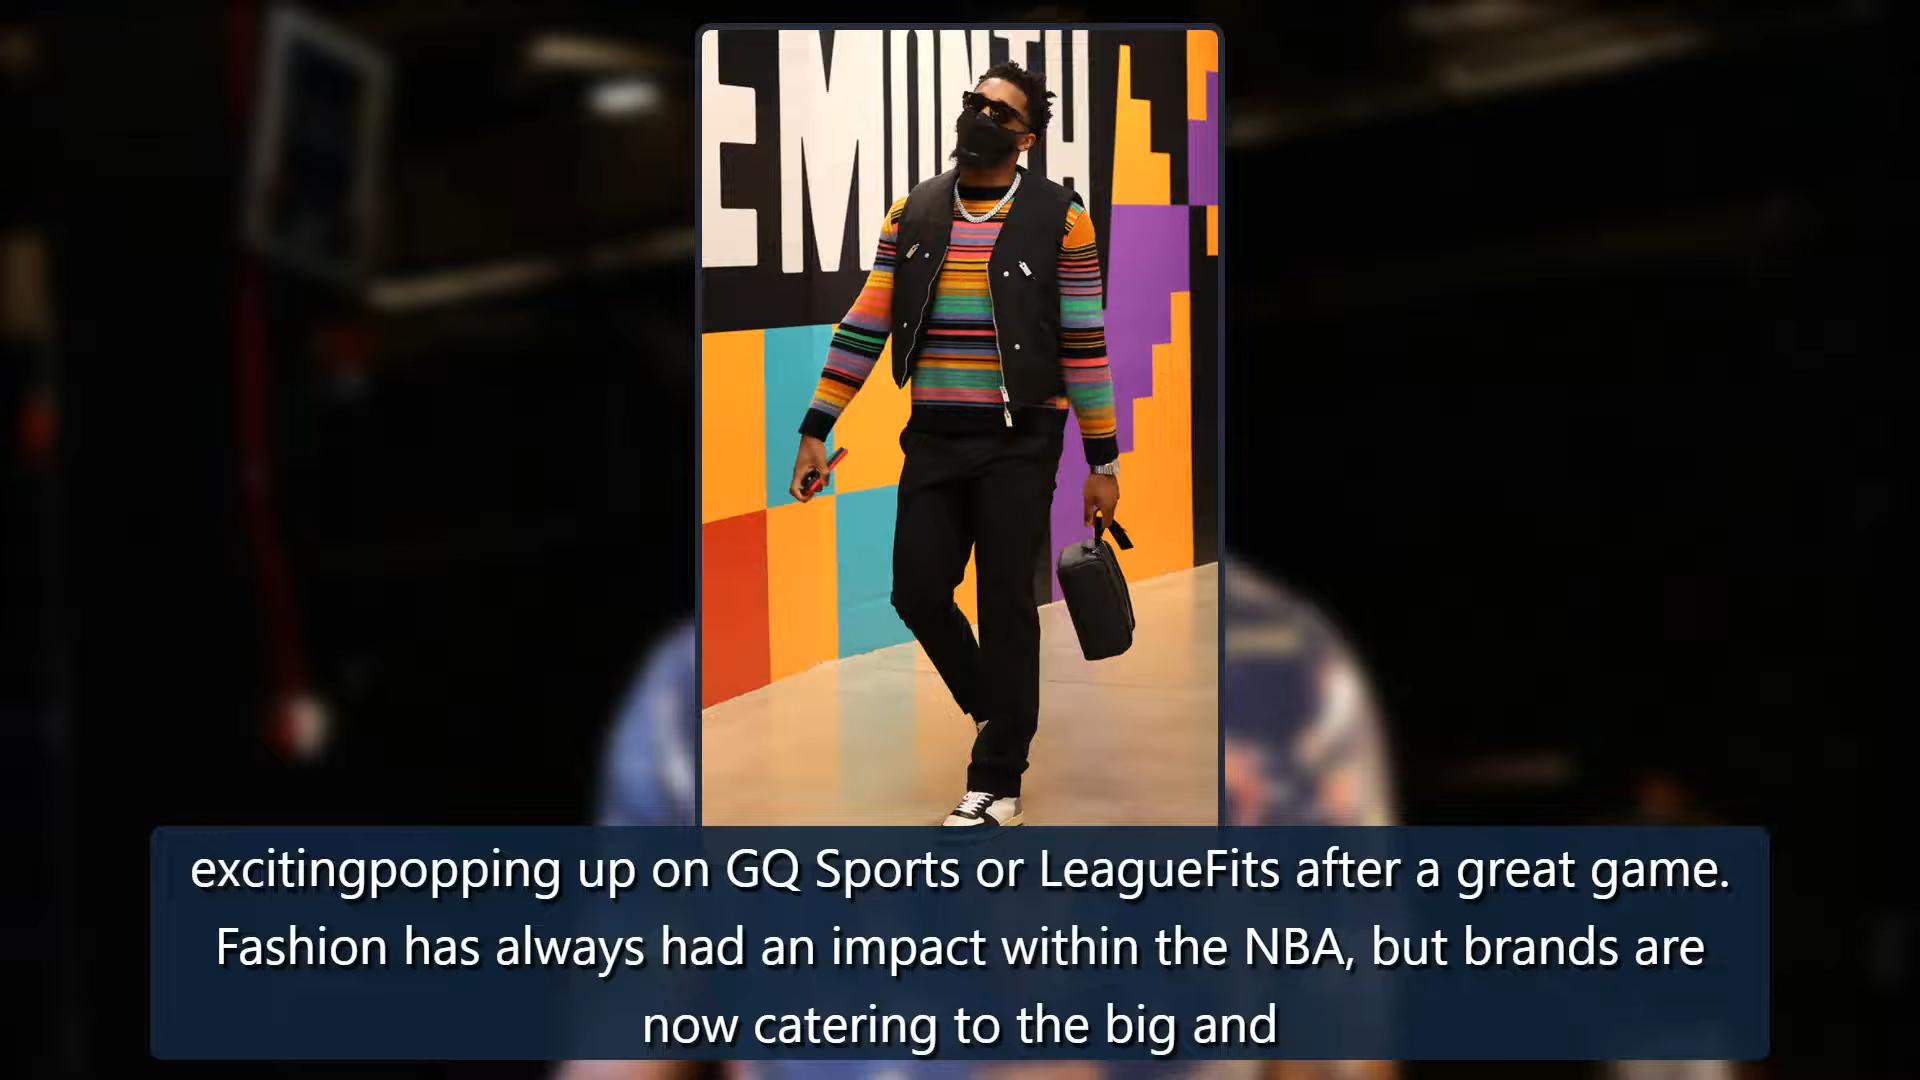 E MONTH
excitingpopping up on GQ Sports or LeagueFits after a great game.
Fashion has always had an impact within the NBA, but brands are
now catering to the big and